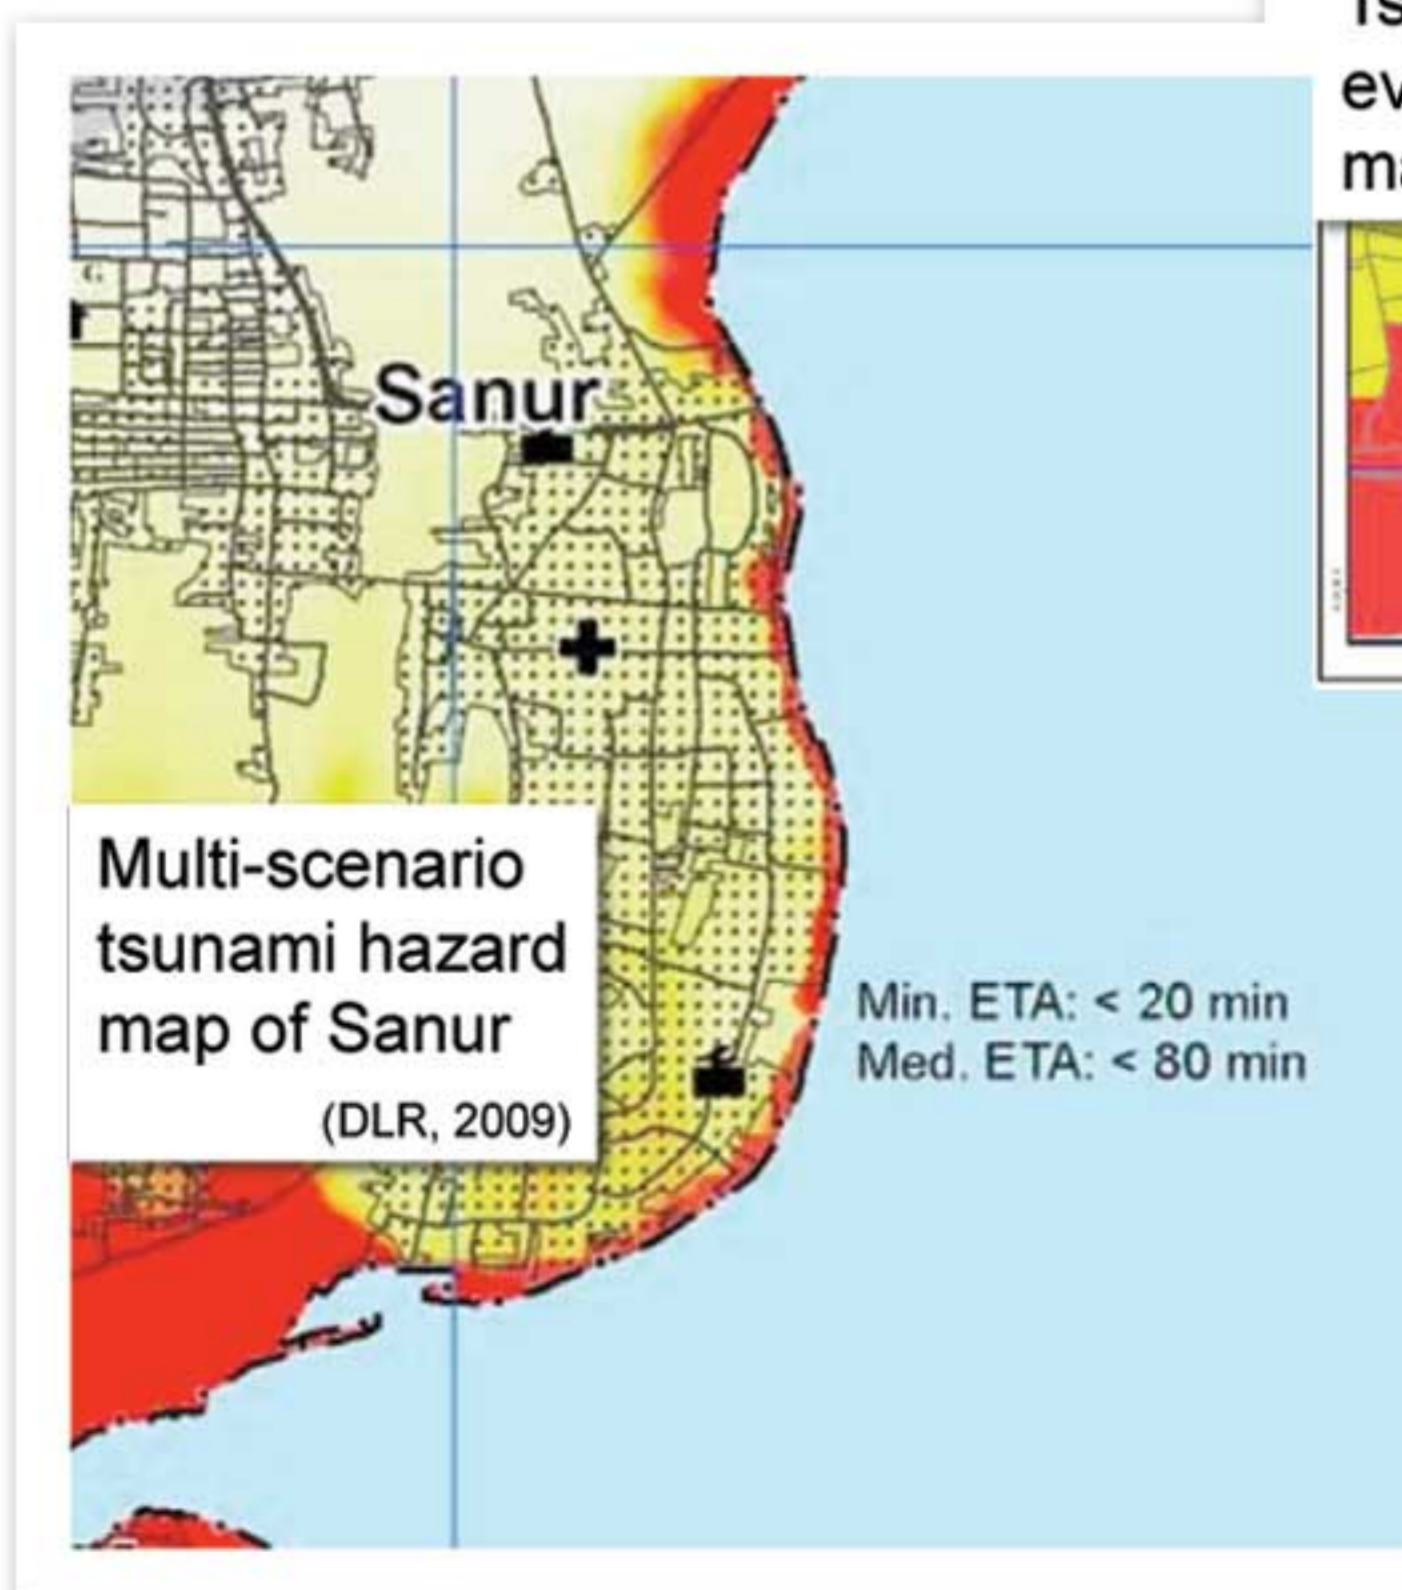 Sanur
Multi-scenario
tsunami hazard
map of Sanur
(DLR, 2009)
Min. ETA: < 20 min
Med. ETA: < 80 min